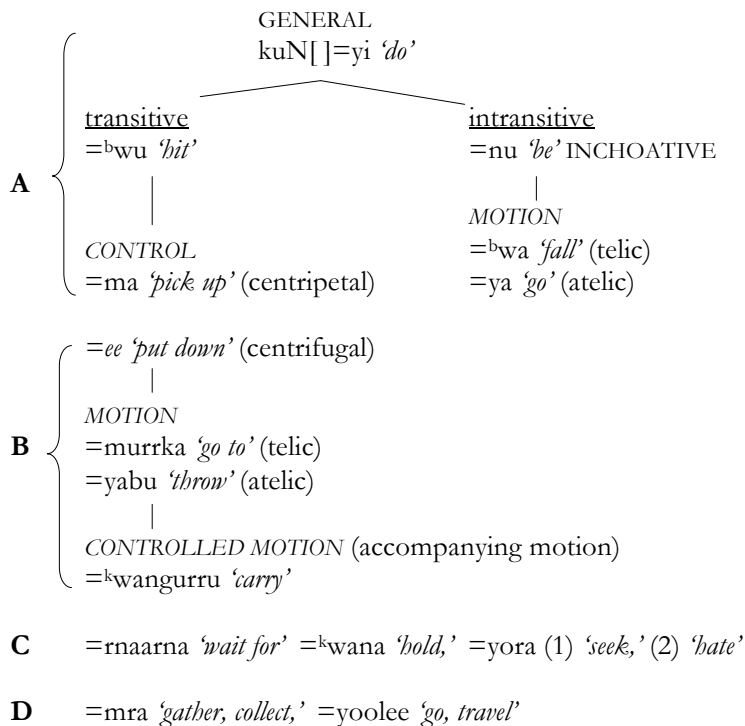 GENERAL
kuN[ ]=yi ‘do’
transitive intransitive
=ᵇwu ‘hit’ =nu ‘be’ INCHOATIVE
A
MOTION
CONTROL =ᵇwa ‘fall’ (telic)
=ma ‘pick up’ (centripetal) =ya ‘go’ (atelic)
=ee ‘put down’ (centrifugal)
MOTION
B =murrka ‘go to’ (telic)
=yabu ‘throw’ (atelic)
CONTROLLED MOTION (accompanying motion)
=ᵏwangurru ‘carry’
C =rnaarna ‘wait for’ =ᵏwana ‘hold,’ =yora (1) ‘seek,’ (2) ‘hate’
D =mra ‘gather, collect,’ =yoolee ‘go, travel’